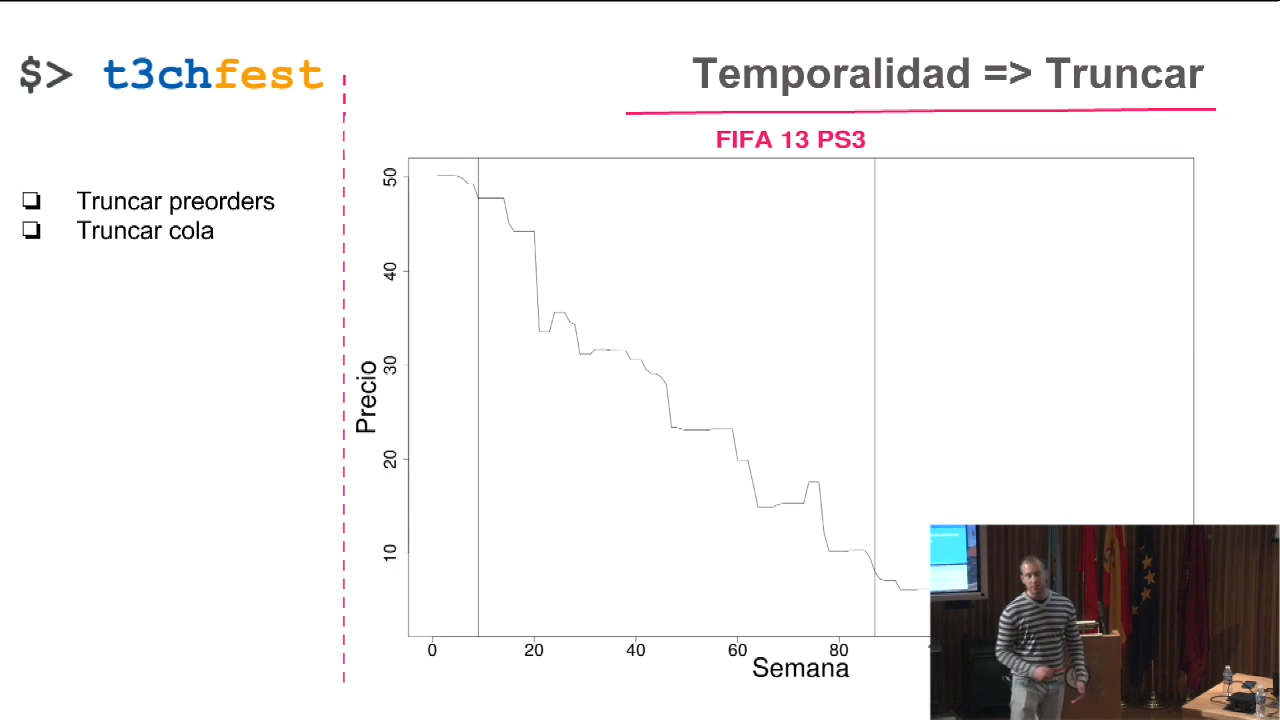 $> t3chfest
Temporalidad => Truncar
FIFA 13 PS3
❏ Truncar preorders
❏ Truncar cola
50
40
30
20
10
Precio
0 20 40 60 80
Semana